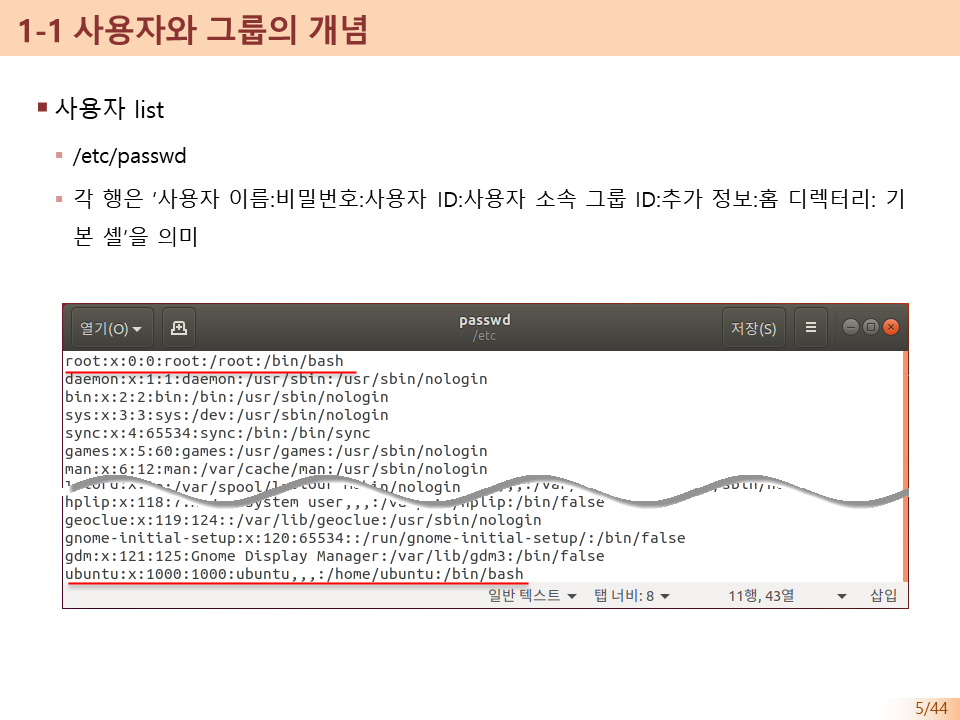 1-1 사용자와 그룹의 개념
사용자 list
/etc/passwd
각 행은 '사용자 이름:비밀번호:사용자 ID:사용자 소속 그룹 ID:추가 정보:홈 디렉터리: 기
본 셸'을 의미
열기(O)
passwd
/etc
저장(S)
root:x:0:0:root:/root:/bin/bash
daemon:x:1:1:daemon:/usr/sbin:/usr/sbin/nologin
bin:x:2:2:bin:/bin:/usr/sbin/nologin
sys:x:3:3:sys:/dev:/usr/sbin/nologin
sync:x:4:65534:sync:/bin:/bin/sync
games:x:5:60:games:/usr/games:/usr/sbin/nologin
man:x:6:12:man:/var/cache/man:/usr/sbin/nologin
:/var/spool/
hplip:x:118:7: system user,,,:/va hplip:/bin/false
geoclue:x:119:124::/var/lib/geoclue:/usr/sbin/nologin
gnome-initial-setup:x:120:65534::/run/gnome-initial-setup/:/bin/false
gdm:x:121:125:Gnome Display Manager:/var/lib/gdm3:/bin/false
ubuntu:x:1000:1000:ubuntu,,,:/home/ubuntu:/bin/bash
일반 텍스트 탭 너비: 8 11행, 43열 삽입
5/44